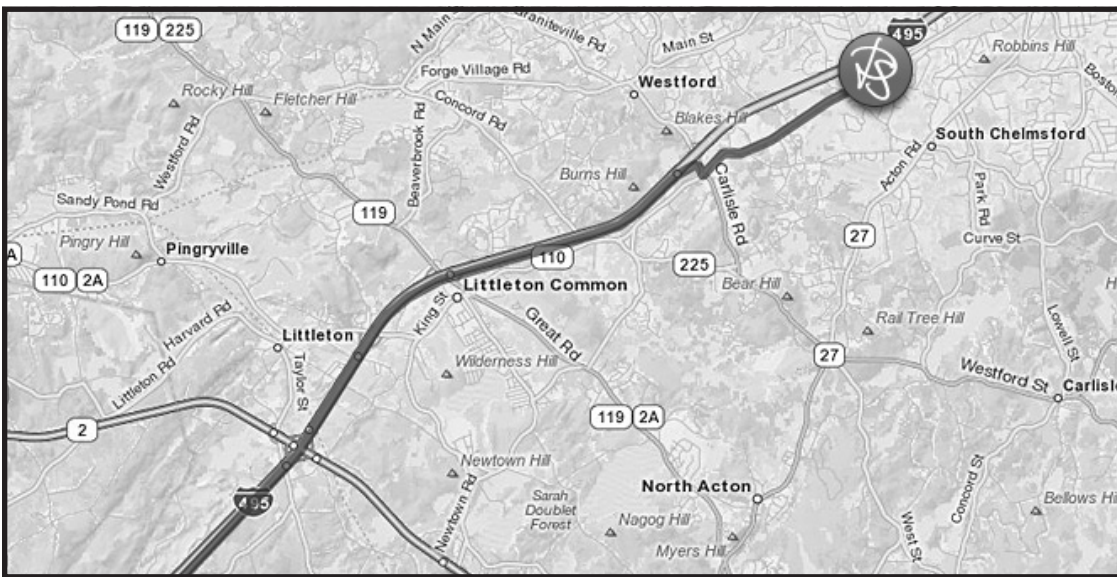 119 225
N Main St
Graniteville Rd
Main St
495
Robbins Hill
Forge Village Rd
Westford
Rocky Hill
Fletcher Hill
Concord Rd
Blakes Hill
South Chelmsford
Westford Rd
Beaverbrook Rd
Acton Rd
Burns Hill
Carlisle Rd
Park Rd
Sandy Pond Rd
119
27
Curve St
Pingry Hill
Pingryville
110
225
110 2A
Littleton Common
Bear Hill
Harvard Rd
King St
Great Rd
Rail Tree Hill
Lowell St
Littleton
27
Wilderness Hill
Westford St
Littleton Rd
Taylor St
Carlisle
2
119 2A
Newtown Hill
North Acton
Concord St
495
Newtown Rd
Sarah
Doublet
Forest
Nagog Hill
Bellows Hill
West St
Myers Hill